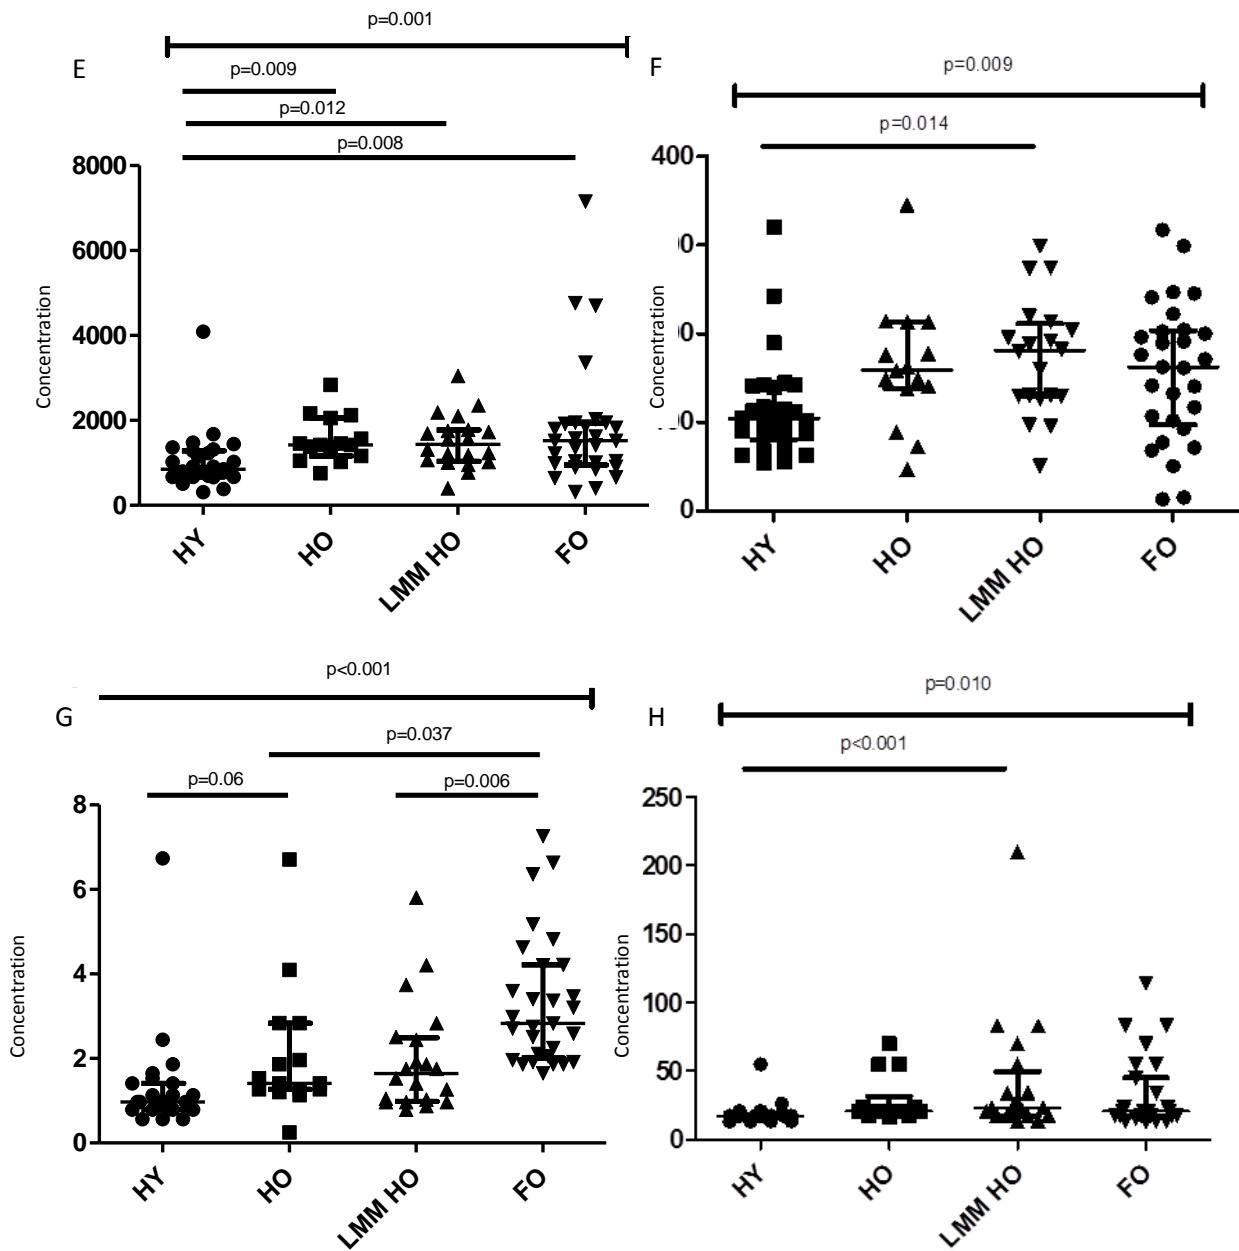 p=0.001
E
p=0.009
p=0.012
p=0.008
8000
6000
4000
2000
0
Concentration
HY
HO
LMM HO
FO
F
p=0.009
p=0.014
400
0
Concentration
HY
HO
LMM HO
FO
p<0.001
G
p=0.037
p=0.06
p=0.006
8
6
4
2
0
Concentration
HY
HO
LMM HO
FO
p=0.010
H
p<0.001
250
200
150
100
50
0
Concentration
HY
HO
LMM HO
FO